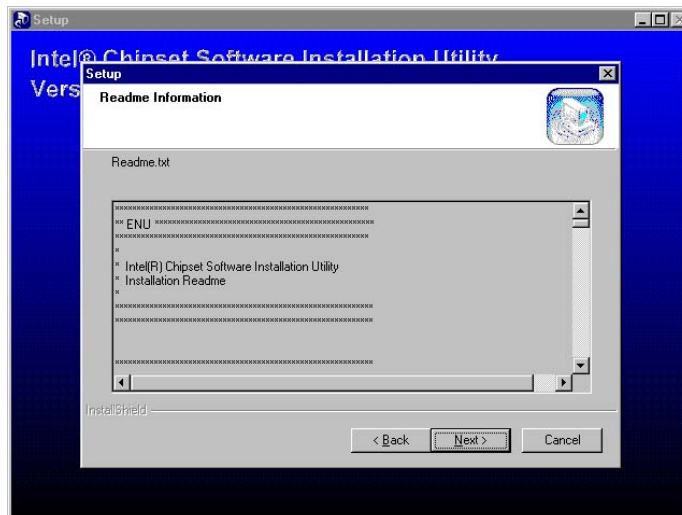 Setup
Intel® Chipset Software Installation Utility
Vers
Setup
Readme Information
Readme.txt
********************************************************
** ENU **************************************************
********************************************************
*
* Intel(R) Chipset Software Installation Utility
* Installation Readme
*
*********************************************************
*********************************************************
*********************************************************
InstallShield
< Back
Next >
Cancel